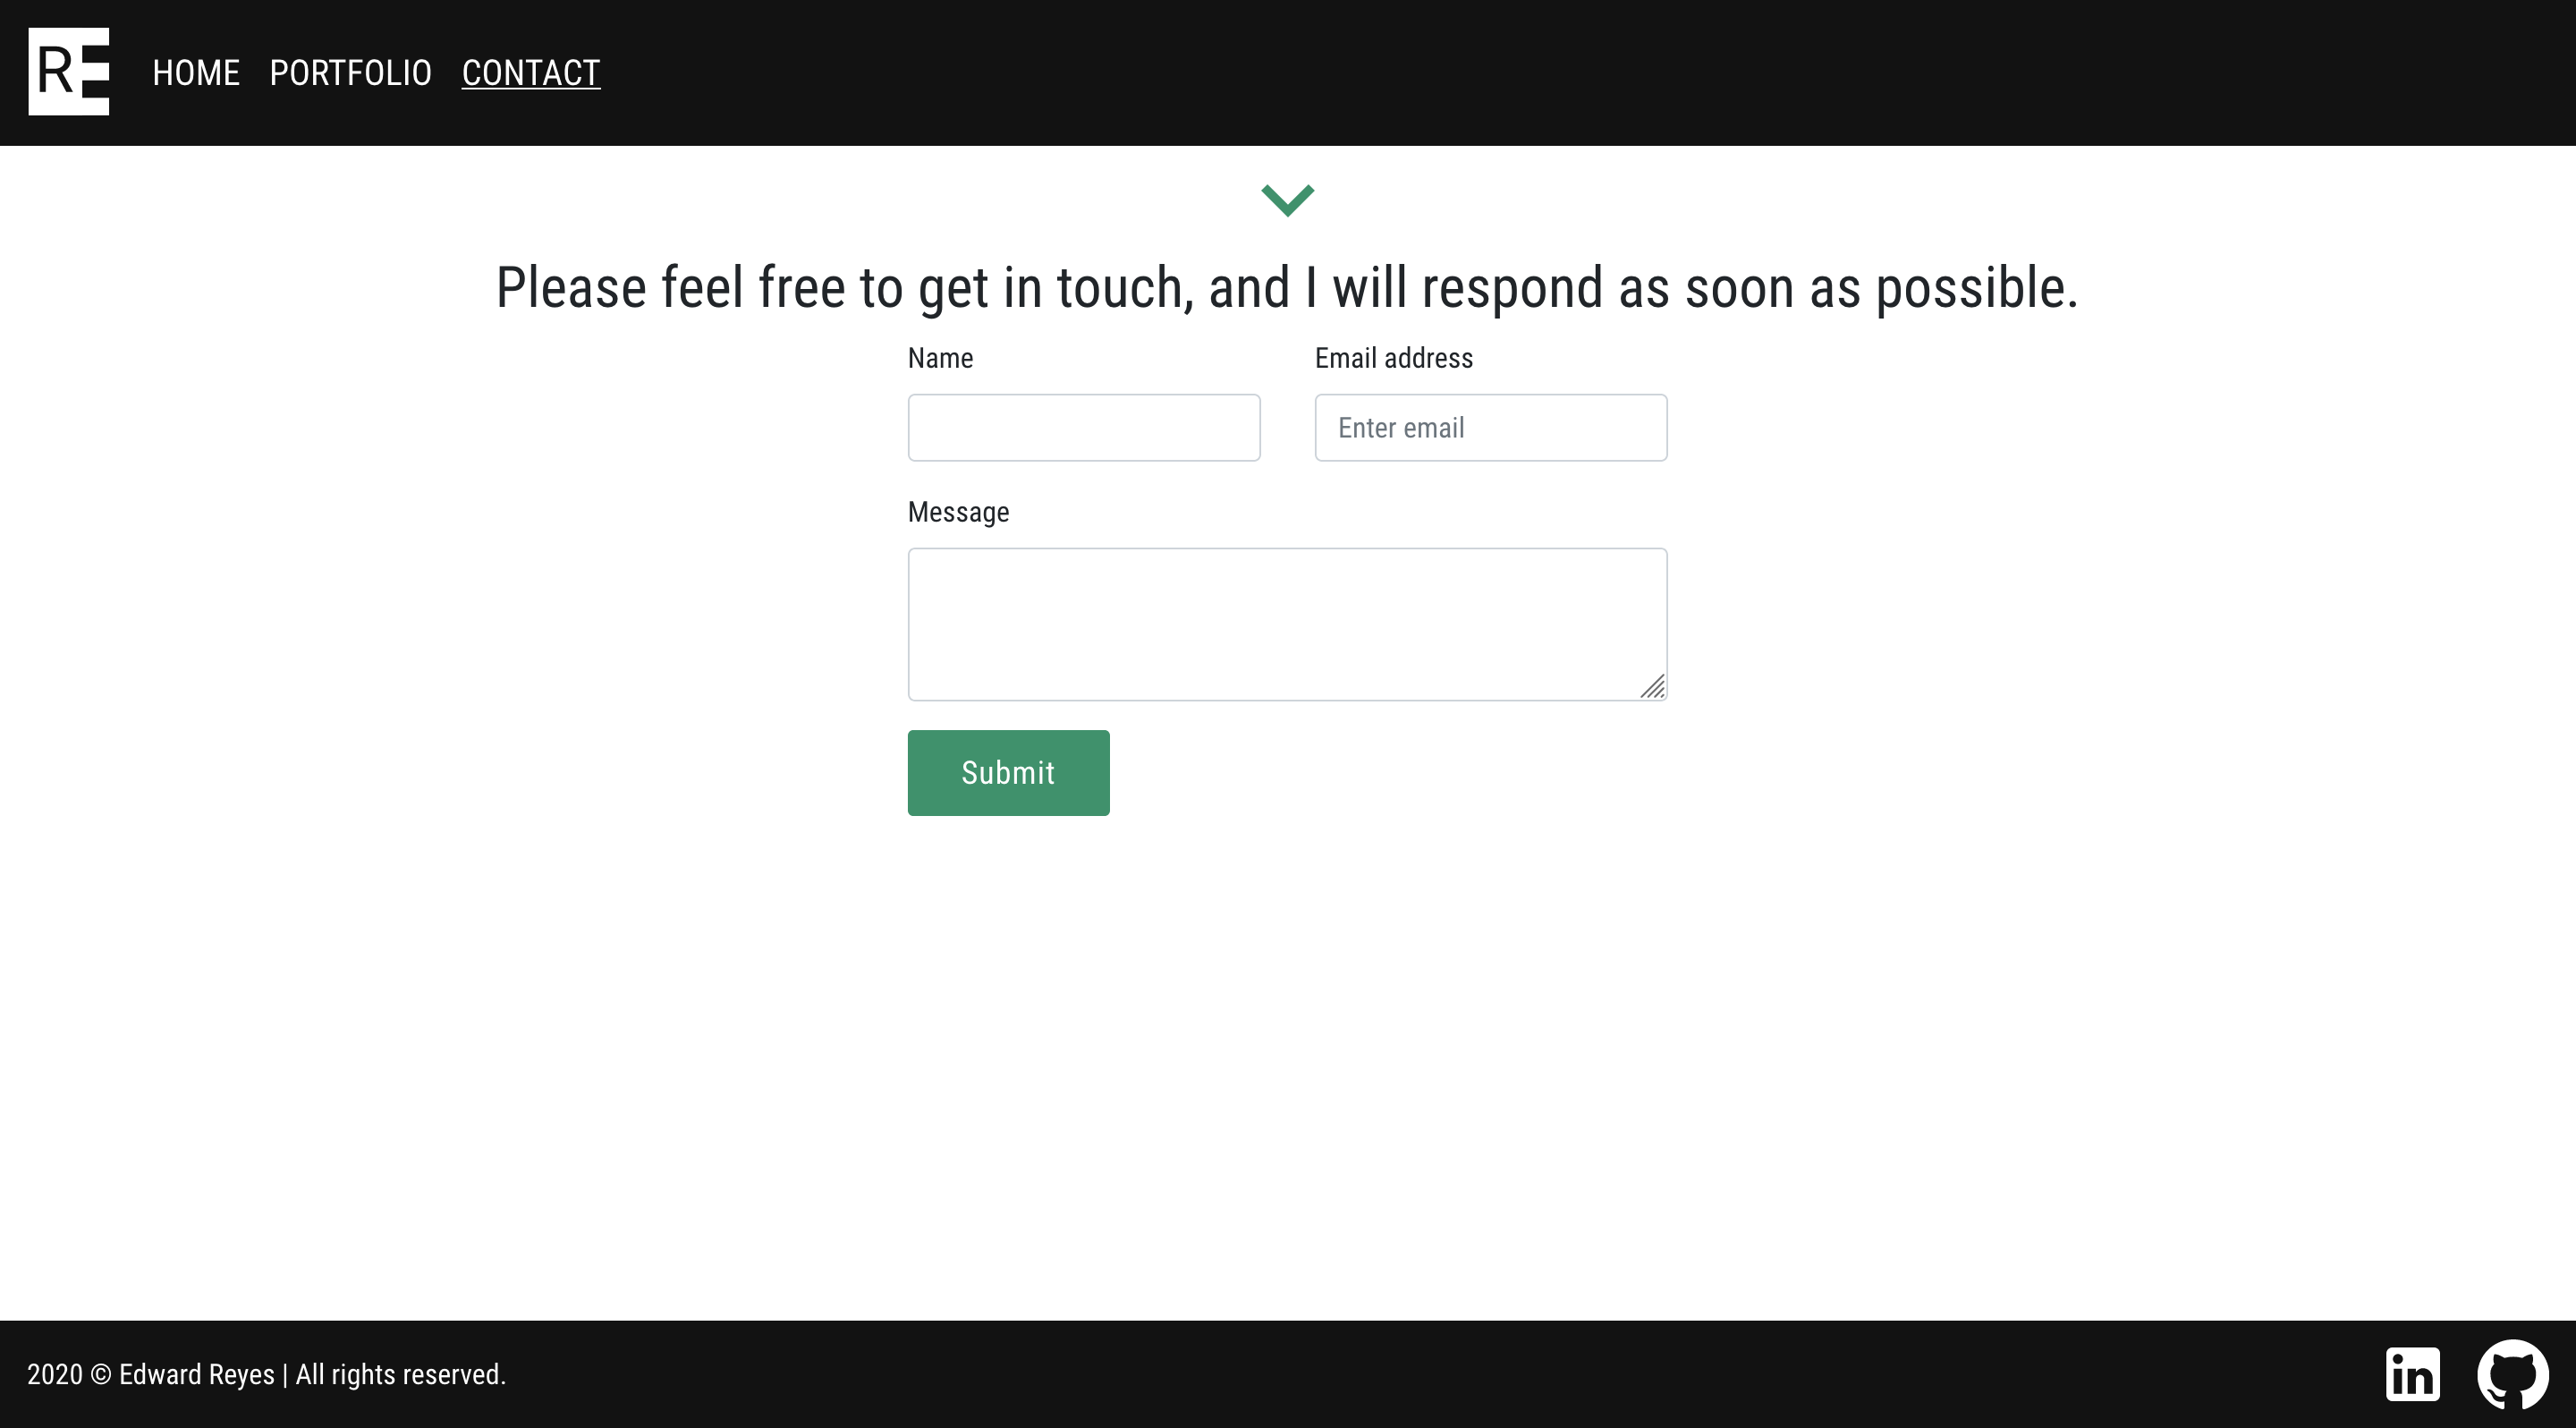 RE
HOME PORTFOLIO CONTACT
Please feel free to get in touch, and I will respond as soon as possible.
Name Email address
Enter email
Message
Submit
2020 © Edward Reyes | All rights reserved.
in